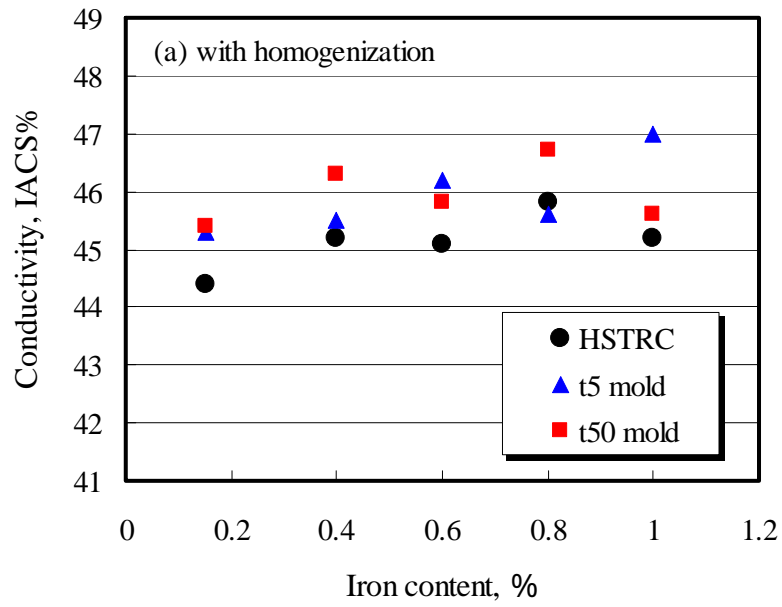 49
(a) with homogenization
48
47
46
45
44
43
42
41
Conductivity, IACS%
HSTRC
t5 mold
t50 mold
0 0.2 0.4 0.6 0.8 1 1.2
Iron content, %